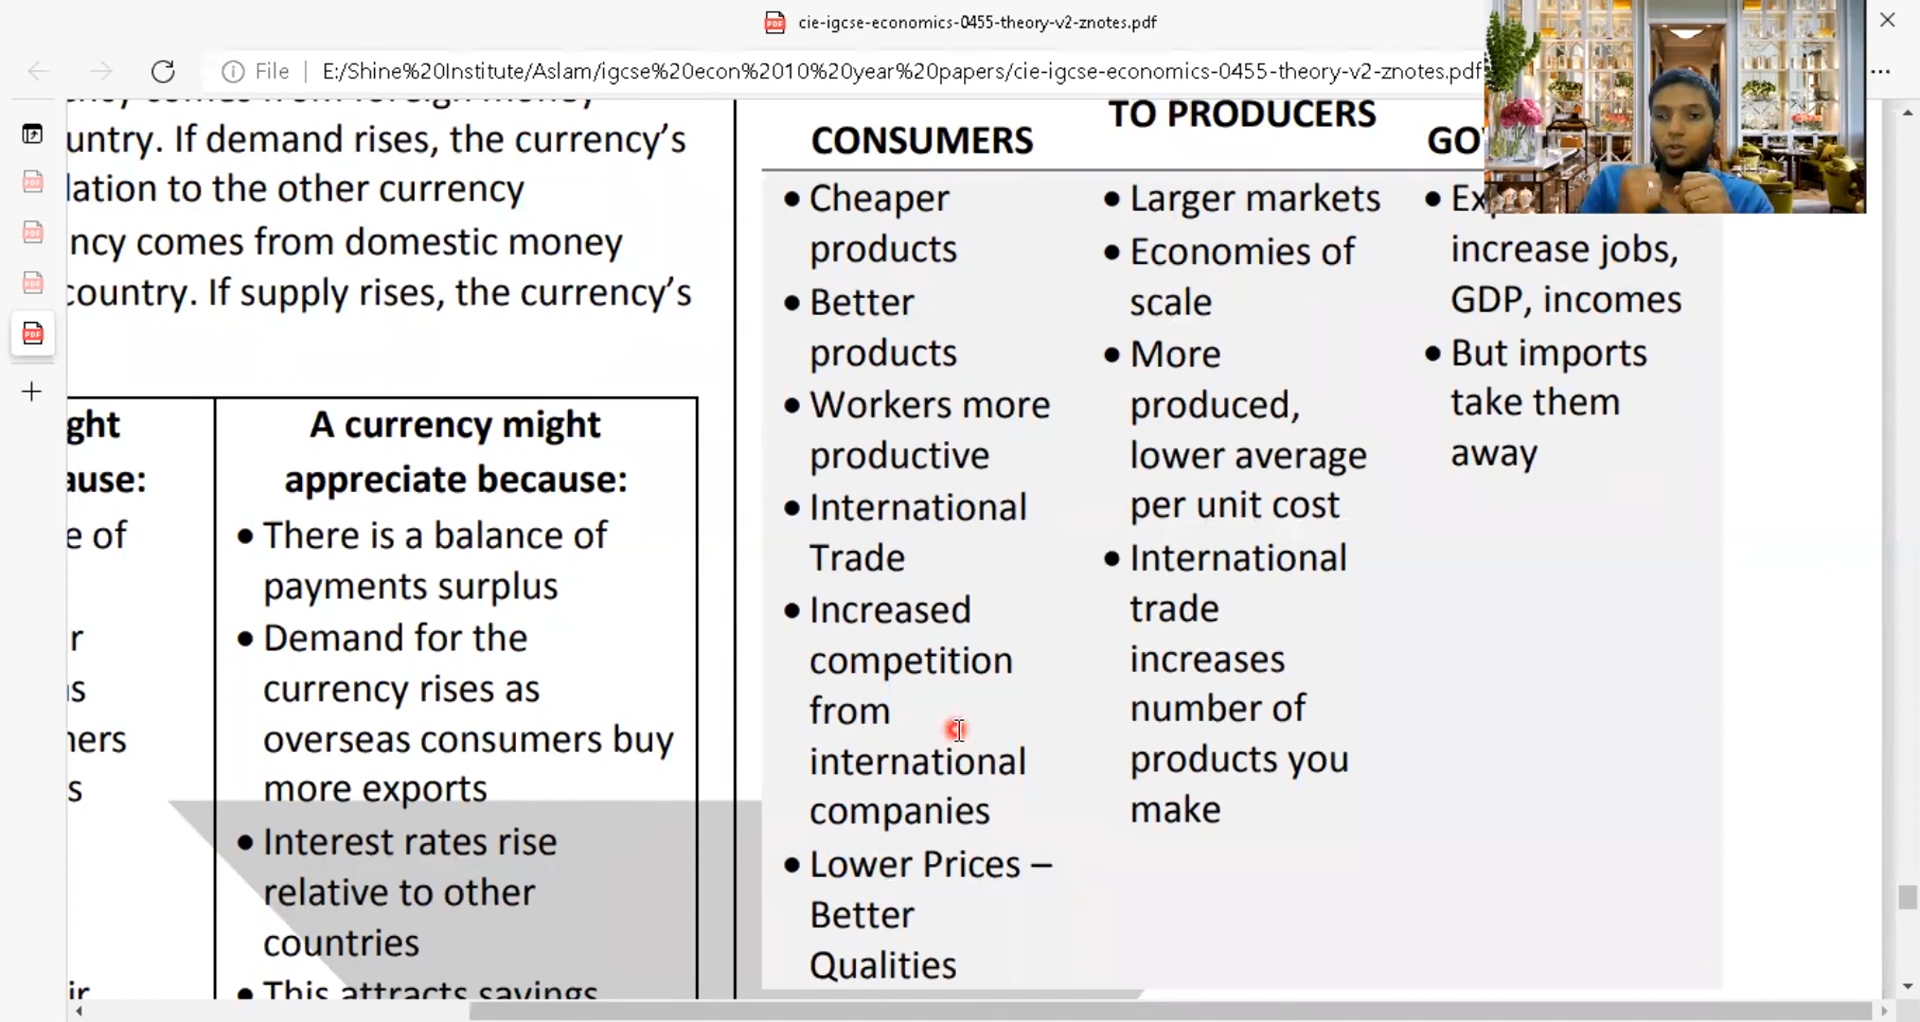 cie-igcse-economics-0455-theory-v2-znotes.pdf
File
E:/Shine%20Institute/Aslam/igcse%20econ%2010%20year%20papers/cie-igcse-economics-0455-theory-v2-znotes.pdf
untry. If demand rises, the currency's
lation to the other currency
ncy comes from domestic money
country. If supply rises, the currency's
ght
ause:
e of
r
s
ners
s
A currency might
appreciate because:
• There is a balance of
payments surplus
• Demand for the
currency rises as
overseas consumers buy
more exports
• Interest rates rise
relative to other
countries
• This attracts savings
CONSUMERS
• Cheaper
products
• Better
products
• Workers more
productive
• International
Trade
• Increased
competition
from
international
companies
• Lower Prices –
Better
Qualities
TO PRODUCERS
• Larger markets
• Economies of
scale
• More
produced,
lower average
per unit cost
• International
trade
increases
number of
products you
make
GO
• Ex
increase jobs,
GDP, incomes
• But imports
take them
away